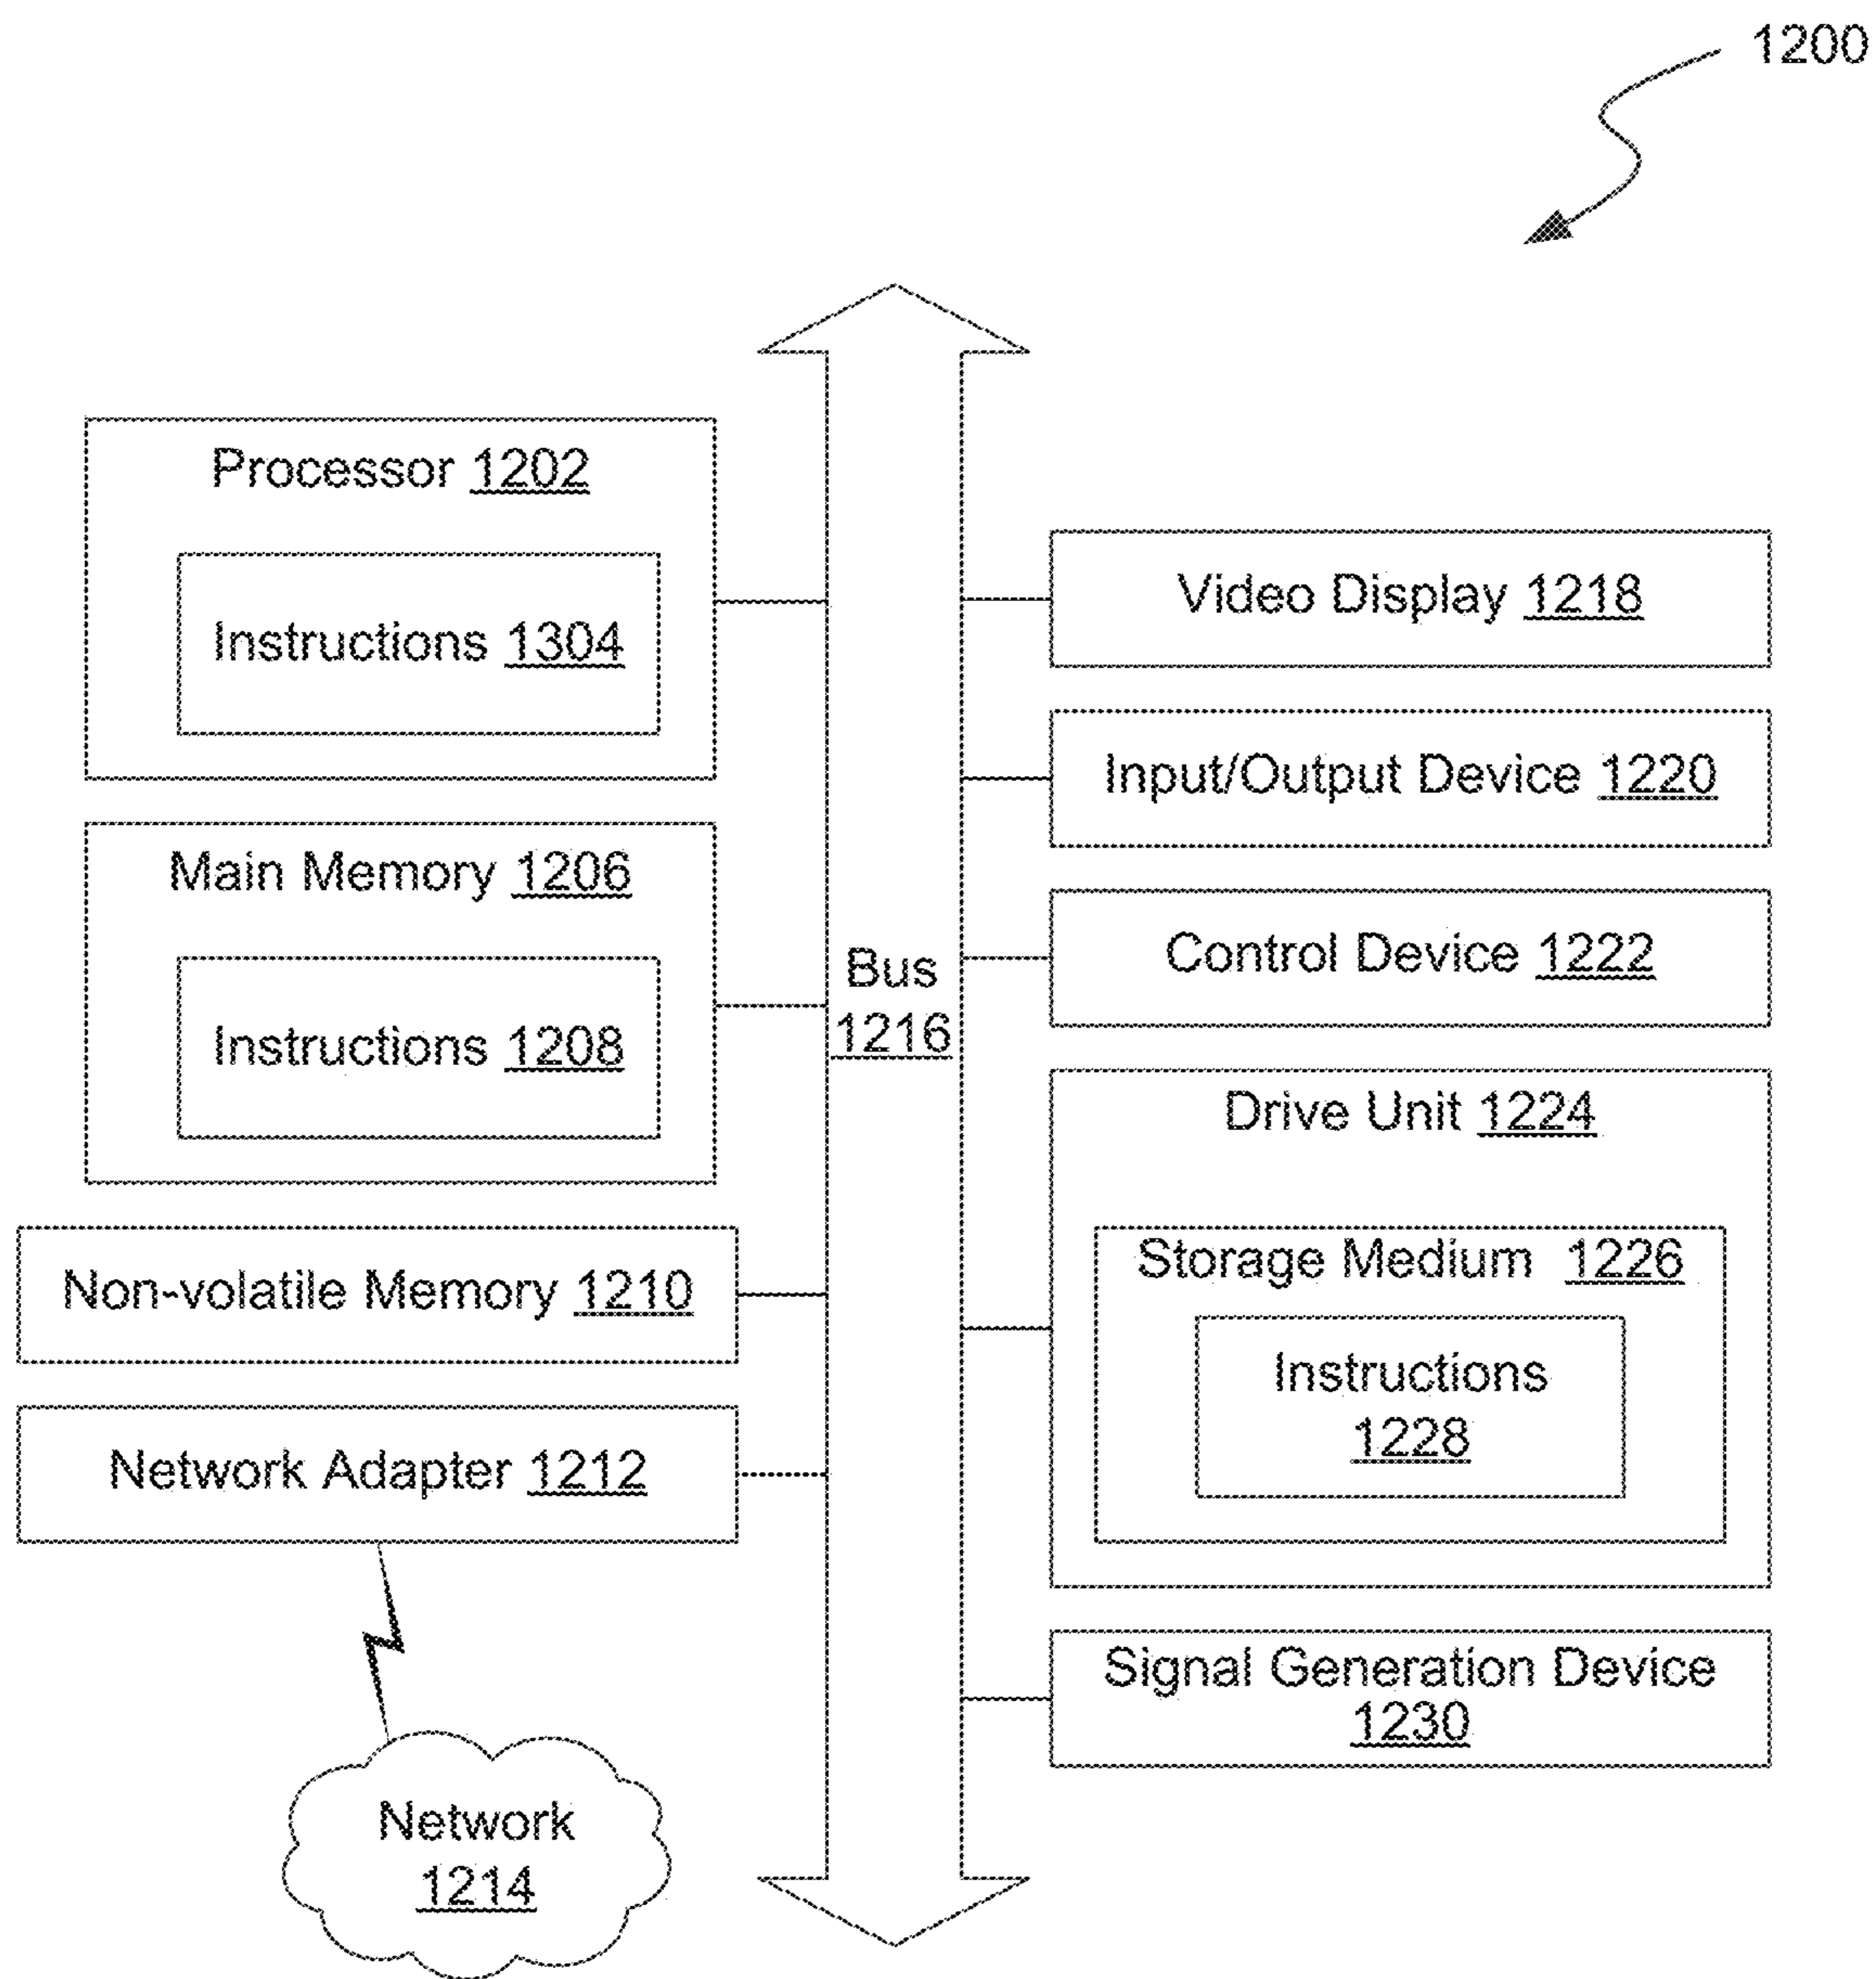 1200
Processor 1202
Instructions 1304
Main Memory 1206
Instructions 1208
Non-volatile Memory 1210
Network Adapter 1212
Network
1214
Bus
1216
Video Display 1218
Input/Output Device 1220
Control Device 1222
Drive Unit 1224
Storage Medium 1226
Instructions
1228
Signal Generation Device
1230